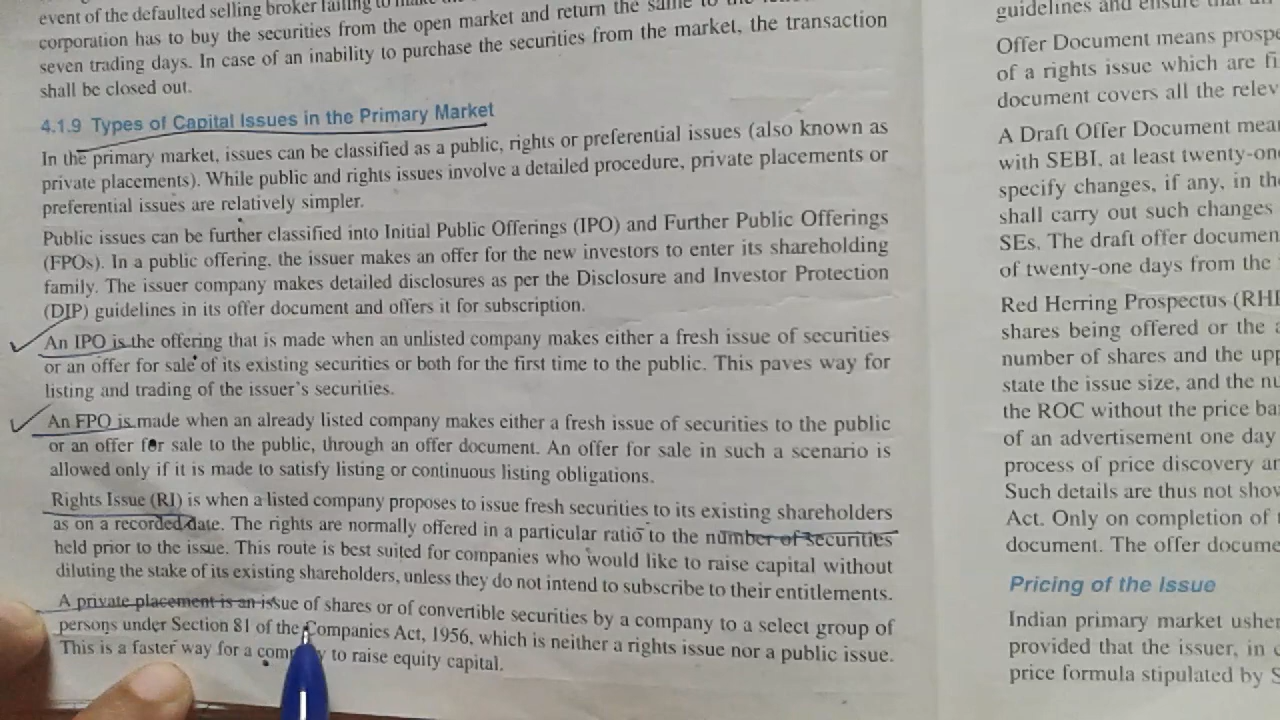 event of the defaulted selling broker failing to make
corporation has to buy the securities from the open market and return the same to the
seven trading days. In case of an inability to purchase the securities from the market, the transaction
shall be closed out.
4.1.9 Types of Capital Issues in the Primary Market
In the primary market, issues can be classified as a public, rights or preferential issues (also known as
private placements). While public and rights issues involve a detailed procedure, private placements or
preferential issues are relatively simpler.
Public issues can be further classified into Initial Public Offerings (IPO) and Further Public Offerings
(FPOs). In a public offering, the issuer makes an offer for the new investors to enter its shareholding
family. The issuer company makes detailed disclosures as per the Disclosure and Investor Protection
(DIP) guidelines in its offer document and offers it for subscription.
An IPO is the offering that is made when an unlisted company makes either a fresh issue of securities
or an offer for sale of its existing securities or both for the first time to the public. This paves way for
listing and trading of the issuer's securities.
An FPO is made when an already listed company makes either a fresh issue of securities to the public
or an offer for sale to the public, through an offer document. An offer for sale in such a scenario is
allowed only if it is made to satisfy listing or continuous listing obligations.
Rights Issue (RI) is when a listed company proposes to issue fresh securities to its existing shareholders
as on a recorded date. The rights are normally offered in a particular ratio to the number of securities
held prior to the issue. This route is best suited for companies who would like to raise capital without
diluting the stake of its existing shareholders, unless they do not intend to subscribe to their entitlements.
A private placement is an issue of shares or of convertible securities by a company to a select group of
persons under Section 81 of the Companies Act, 1956, which is neither a rights issue nor a public issue.
This is a faster way for a to raise equity capital.
guidelines and ensure that
Offer Document means
of a rights issue which are
document covers all the
A Draft Offer Document
with SEBI, at least
specify changes, if any, in
shall carry out such changes
SEs. The draft offer
of twenty-one days from the
Red Herring Prospectus
shares being offered or the
number of shares and the
state the issue size, and the
the ROC without the price
of an advertisement one day
process of price discovery
Such details are thus not
Act. Only on completion of
document. The offer
Pricing of the Issue
Indian primary market
provided that the issuer, in
price formula stipulated by